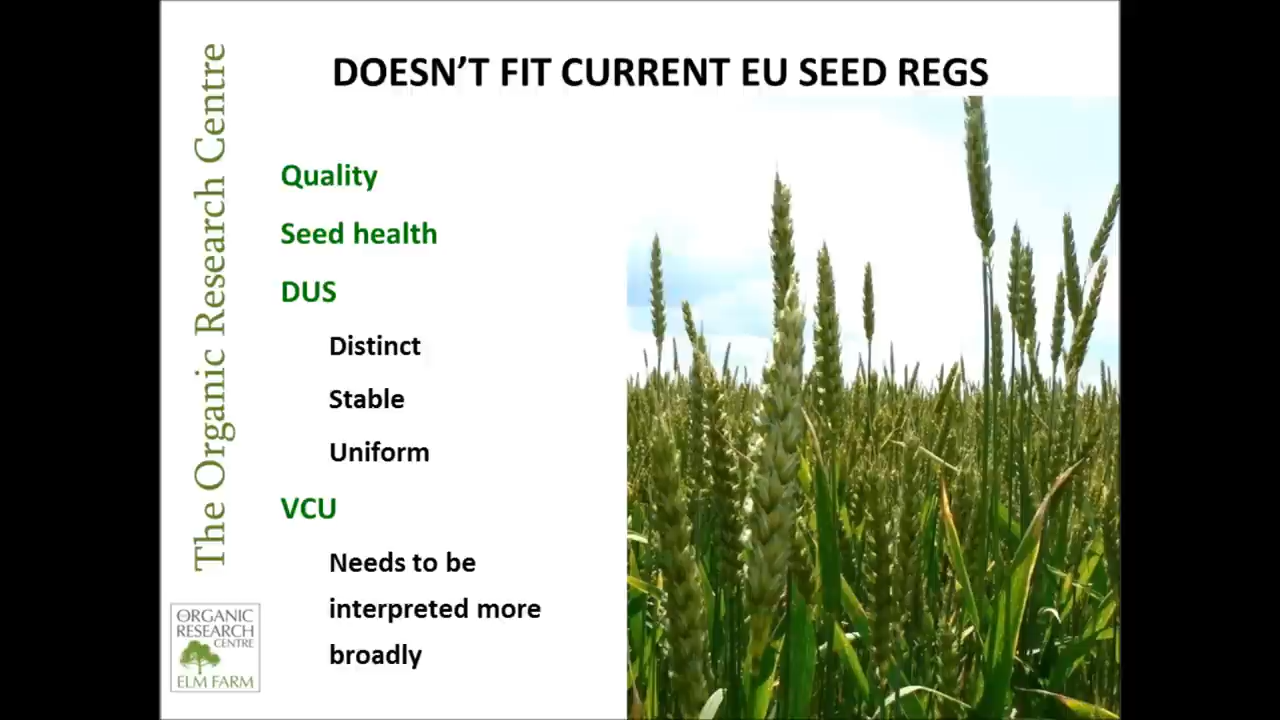 DOESN'T FIT CURRENT EU SEED REGS
The Organic Research Centre
Quality
Seed health
DUS
Distinct
Stable
Uniform
VCU
Needs to be
interpreted more
broadly
ORGANIC
RESEARCH
CENTRE
ELM FARM